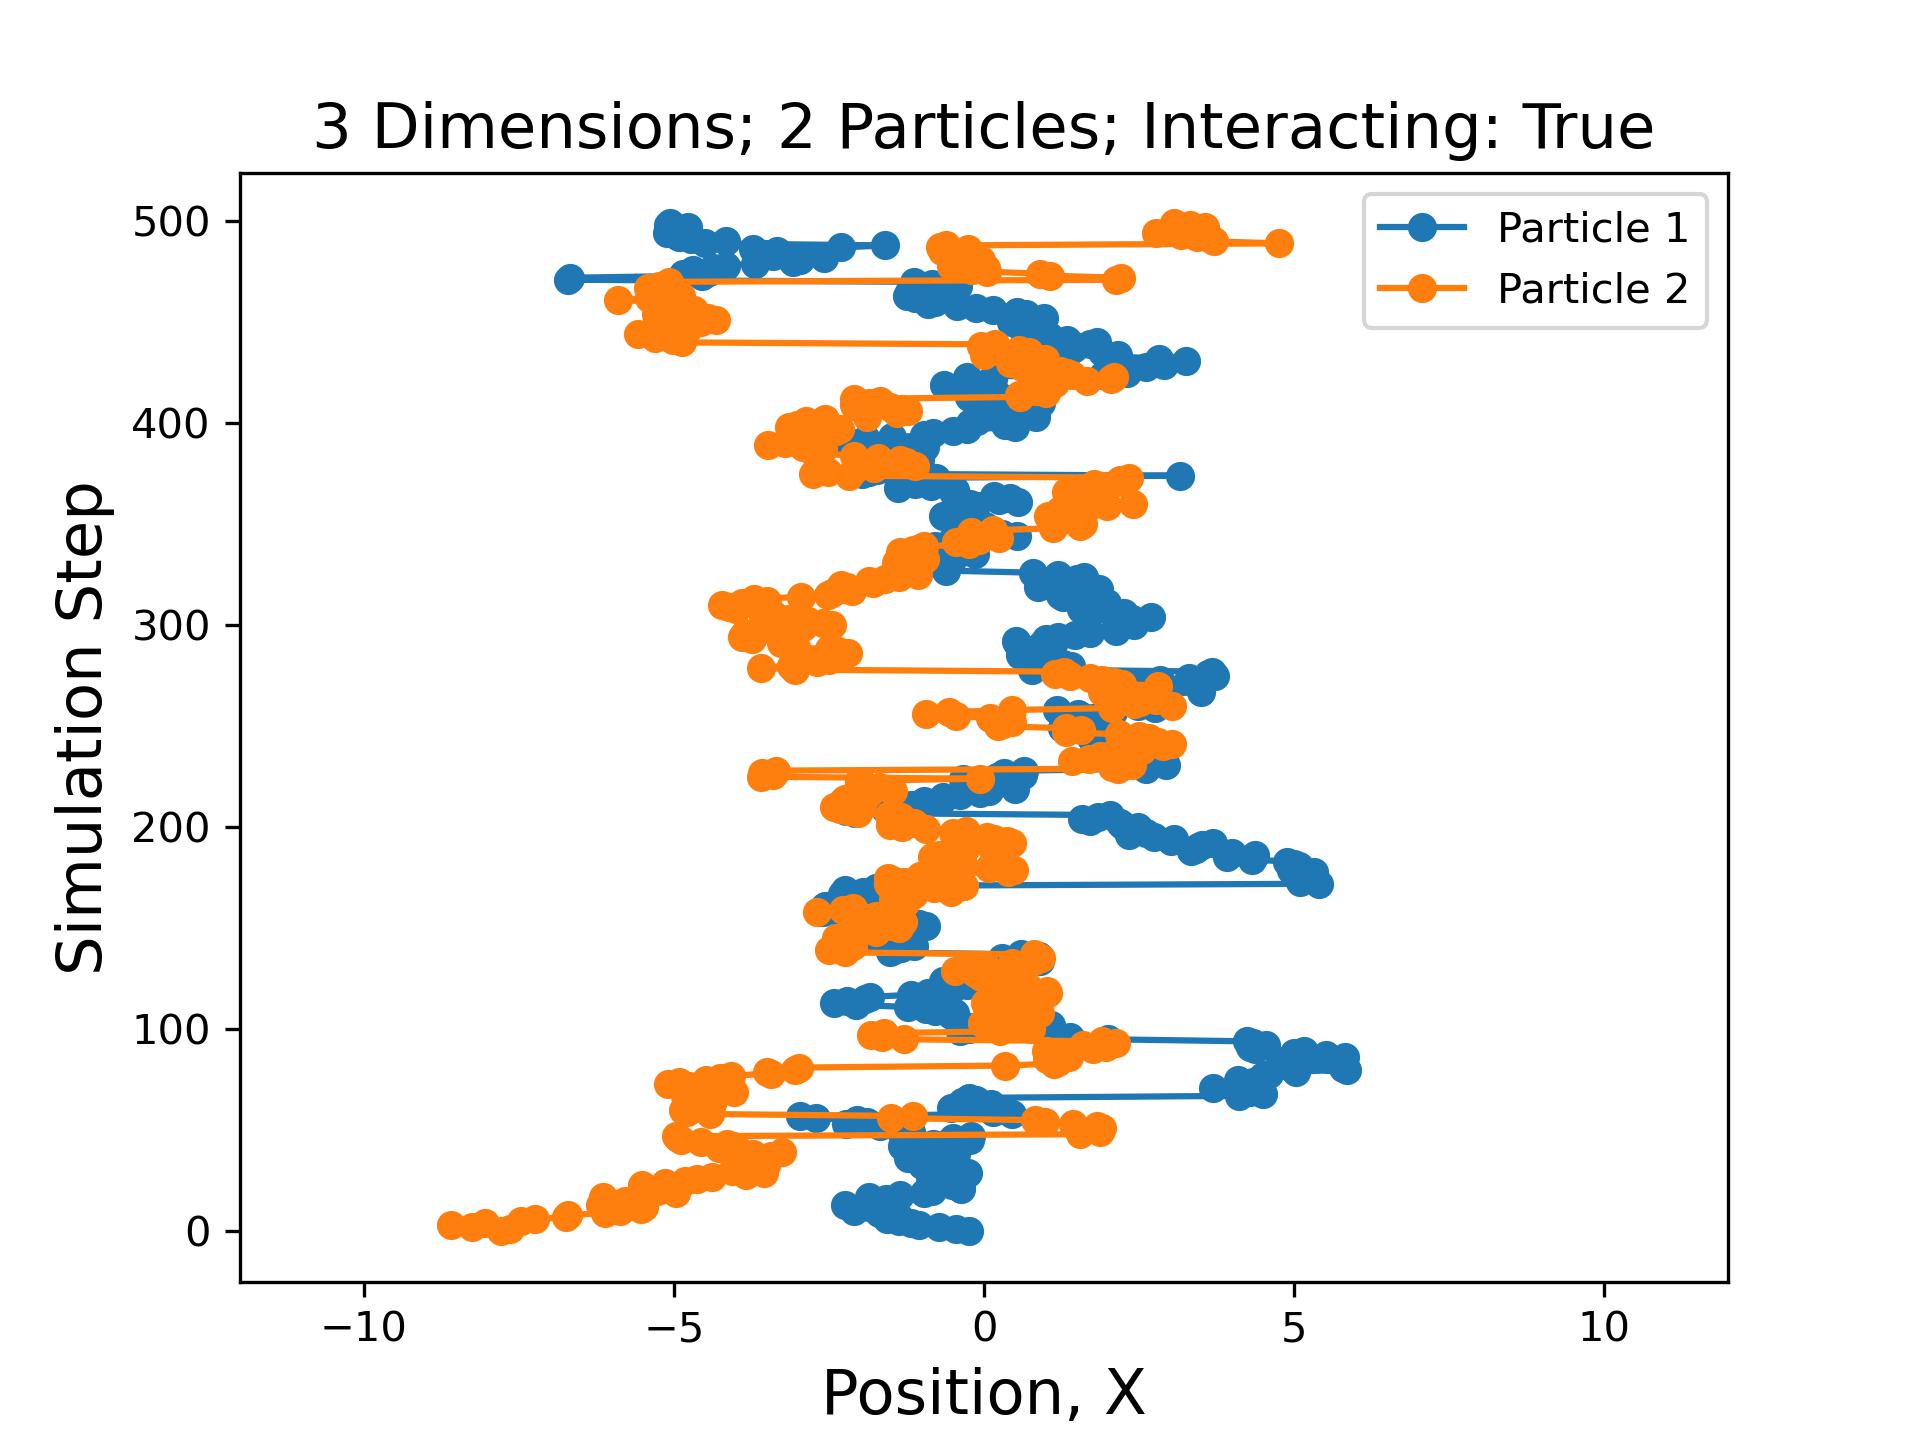 3 Dimensions; 2 Particles; Interacting: True
Particle 1
Particle 2
500
400
300
200
100
0
Simulation Step
−10
−5
0
5
10
Position, X